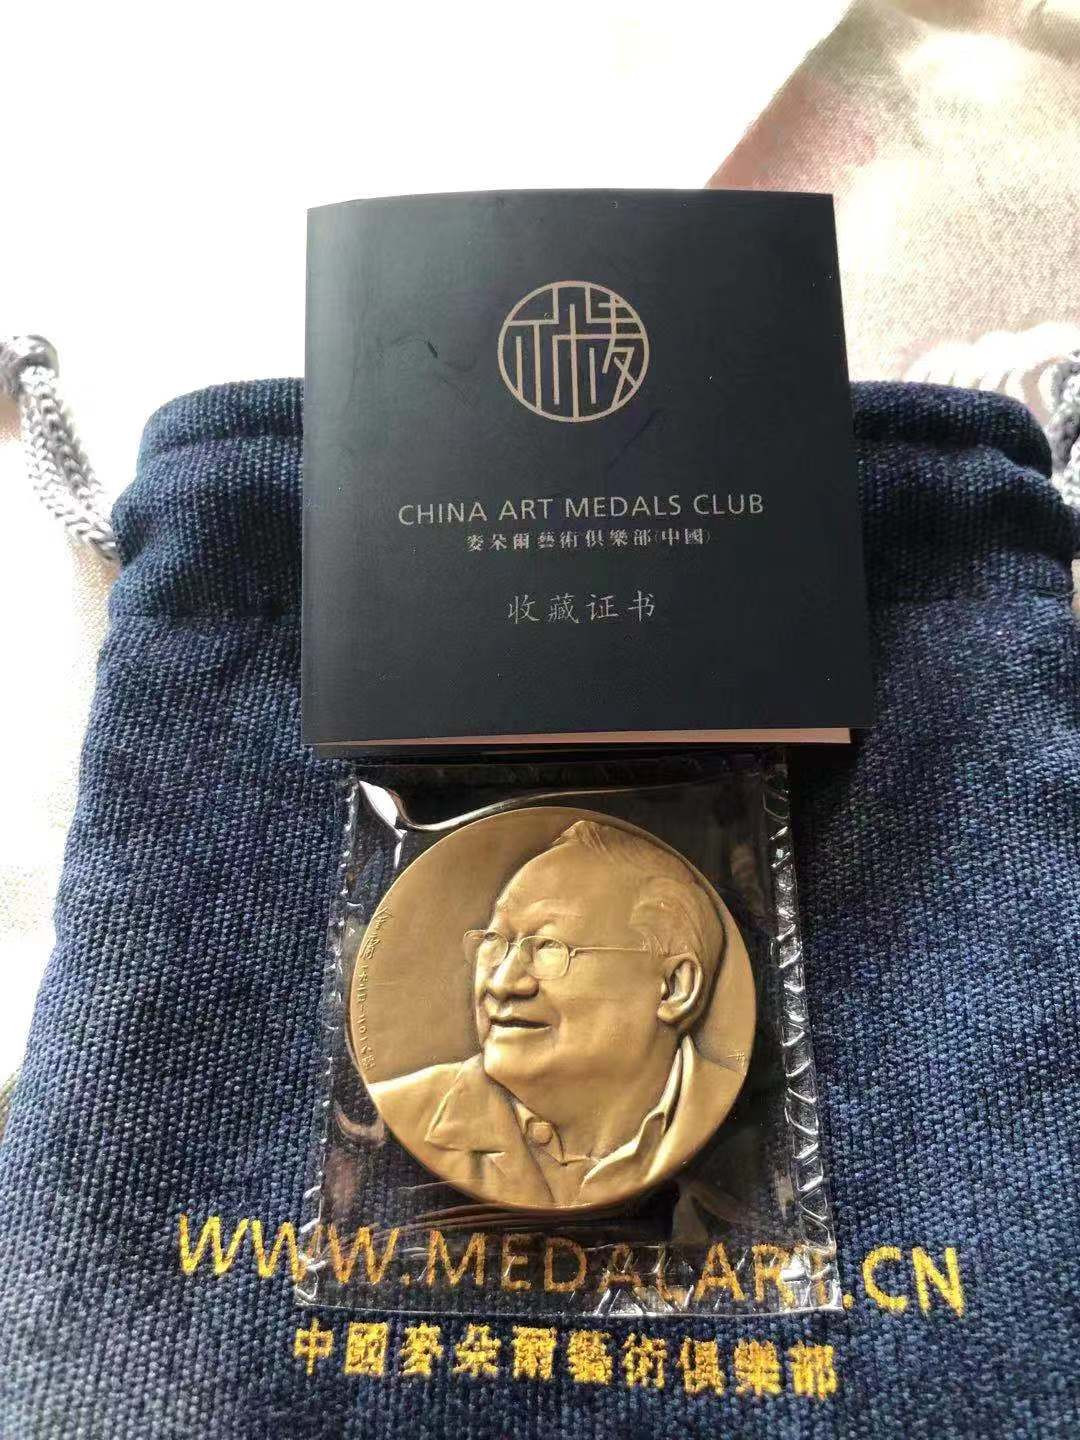 CHINA ART MEDALS CLUB
麥朵爾藝術俱樂部(中國)
收藏证书
WWW.MEDALART.CN
中國麥朵爾藝術俱樂部